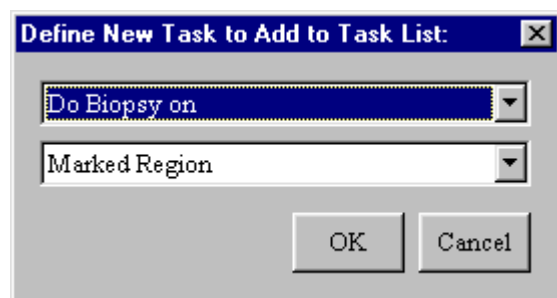 Define New Task to Add to Task List:
Do Biopsy on
Marked Region
OK Cancel